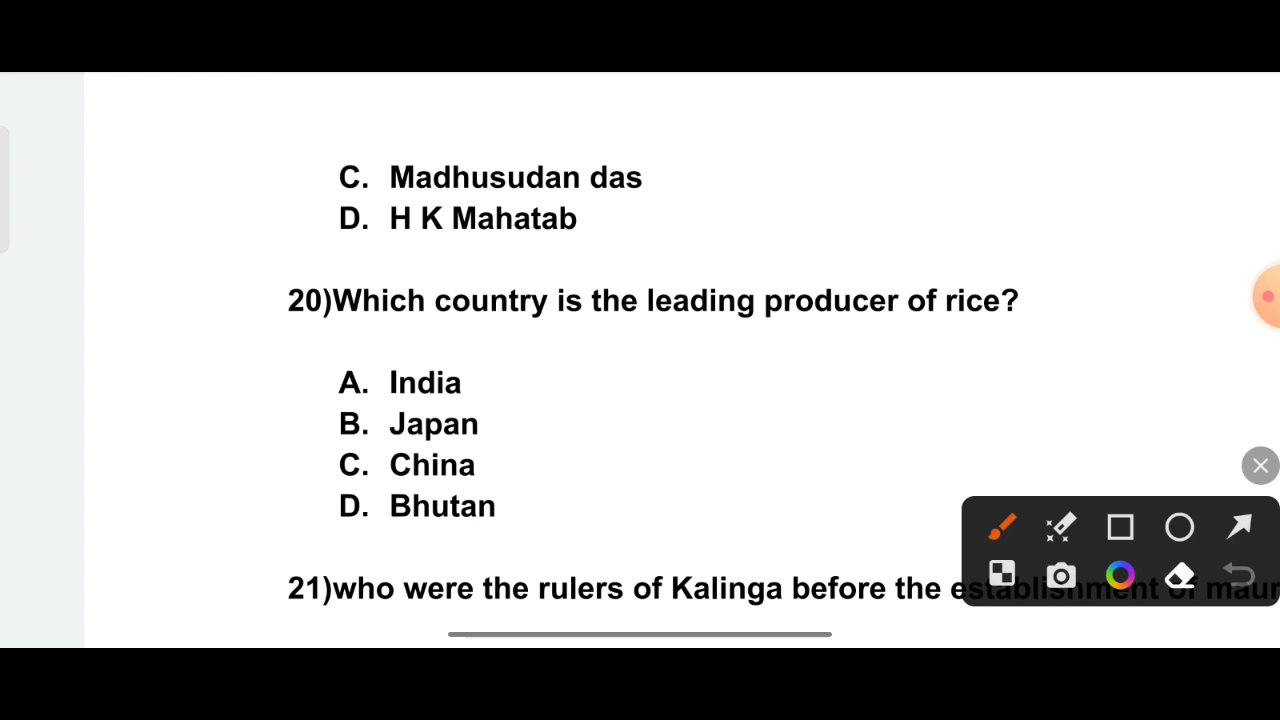 C. Madhusudan das
D. H K Mahatab
20)Which country is the leading producer of rice?
A. India
B. Japan
C. China
D. Bhutan
21)who were the rulers of Kalinga before the establishment of maur